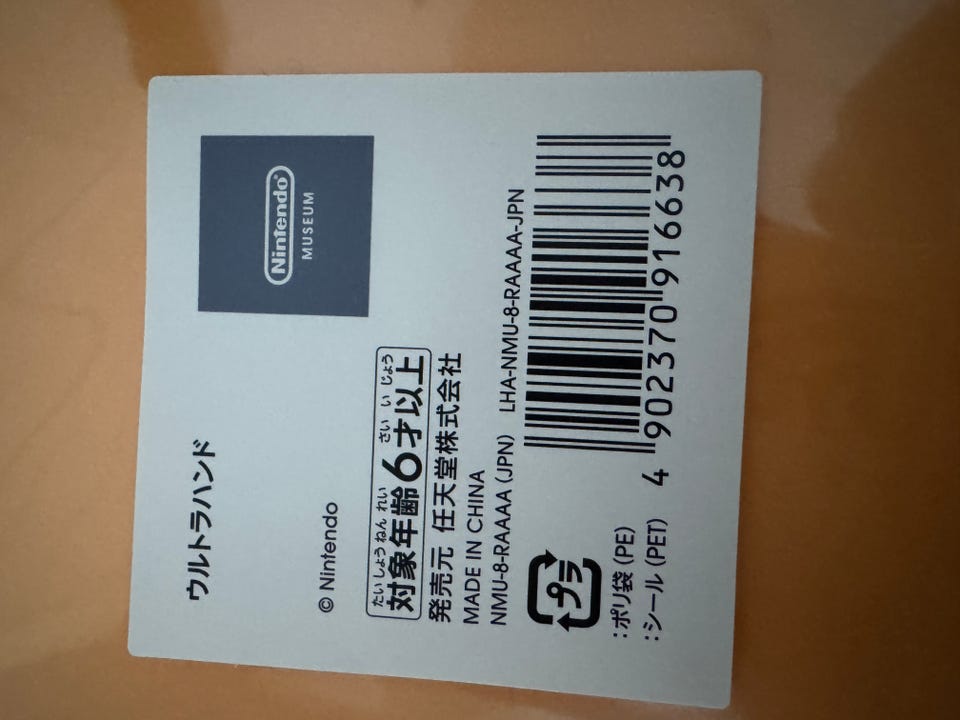 ウルトラハンド
Nintendo®
MUSEUM
© Nintendo
たいしょうねんれい さい いじょう
対象年齢6才以上
発売元 任天堂株式会社
MADE IN CHINA
NMU-8-RAAAA (JPN) LHA-NMU-8-RAAAA-JPN
プラ
:ポリ袋 (PE)
:シール (PET)
4 902370 916638